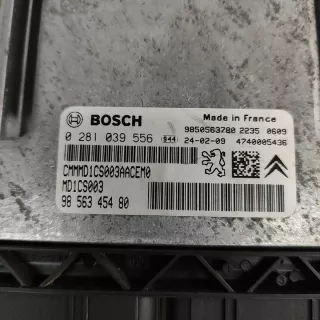 BOSCH
Made in France
9850563780 2235 0609
0 281 039 556 944 24-02-09 4740005436
CMMMD1CS003AACEM0
MD1CS003
98 563 454 80